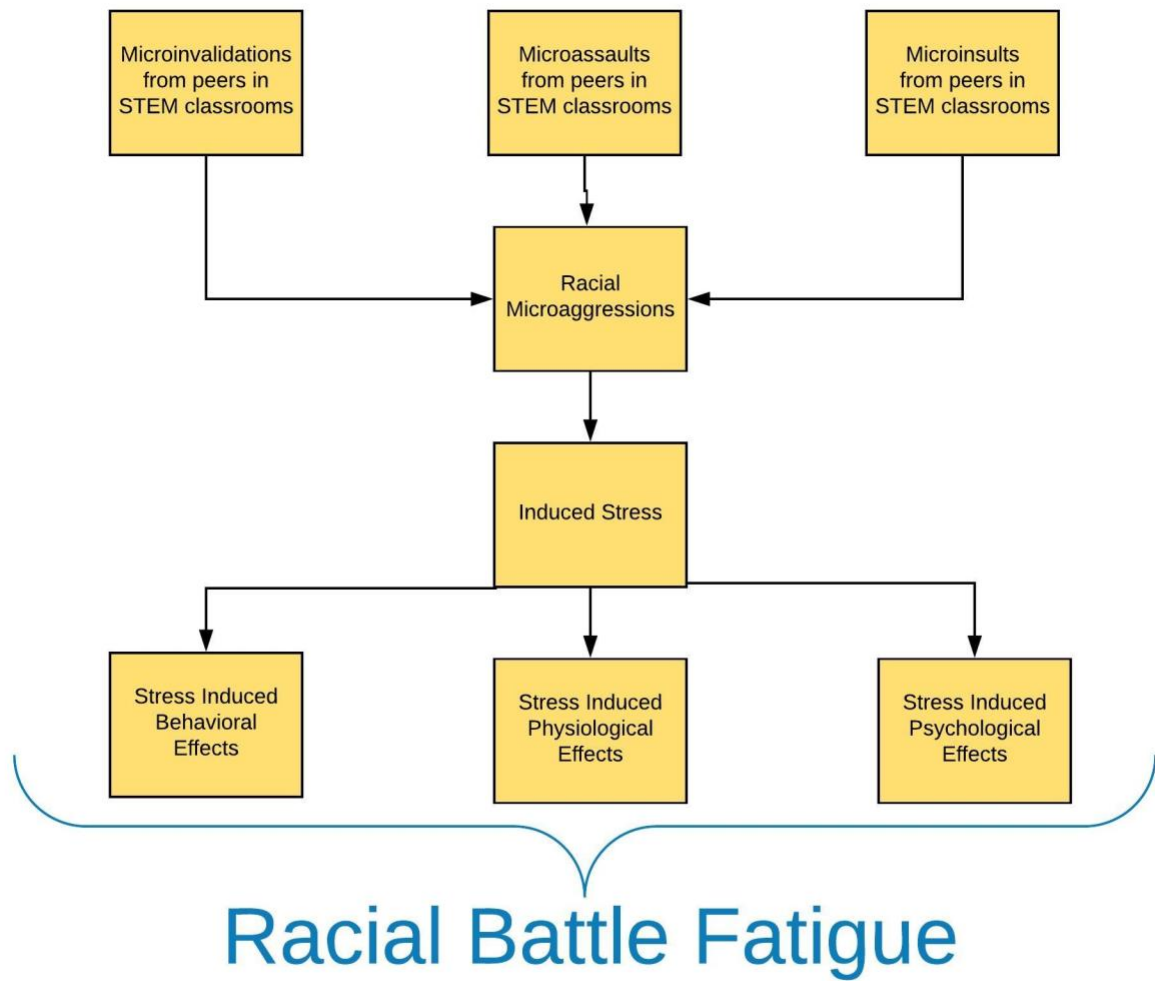 Microinvalidations
from peers in
STEM classrooms
Microassaults
from peers in
STEM classrooms
Microinsults
from peers in
STEM classrooms
Racial
Microaggressions
Induced Stress
Stress Induced
Behavioral
Effects
Stress Induced
Physiological
Effects
Stress Induced
Psychological
Effects
Racial Battle Fatigue